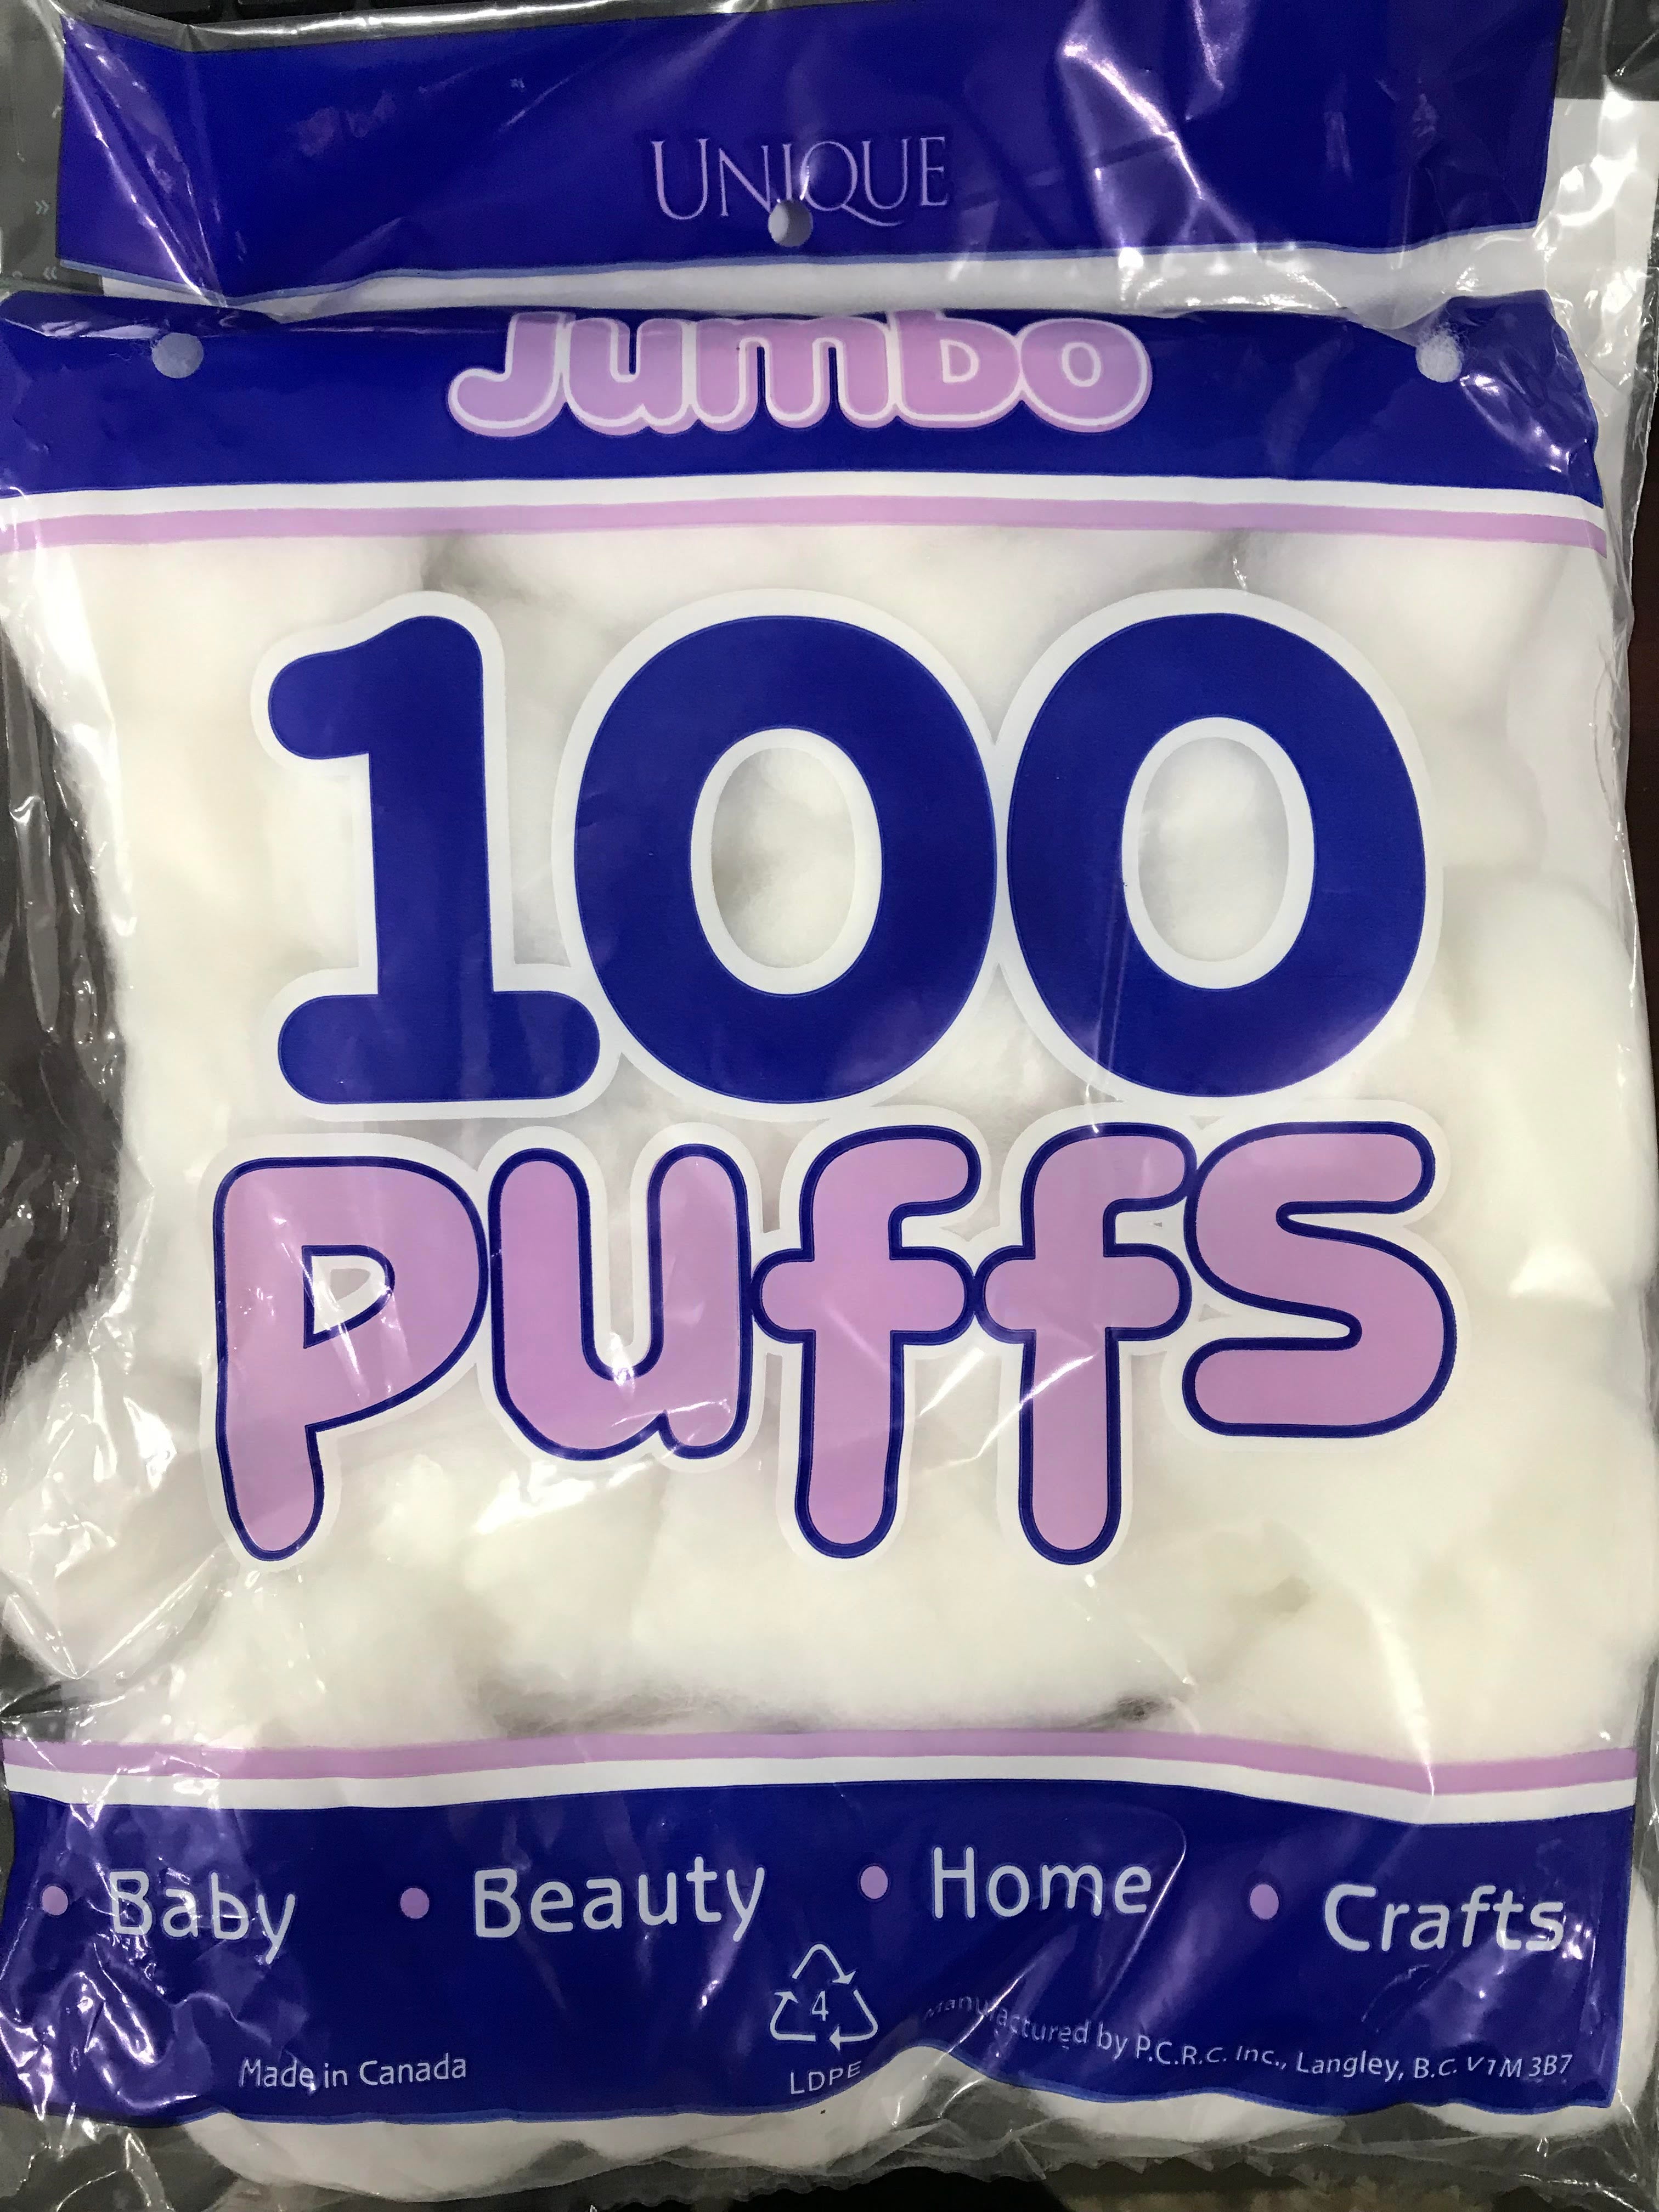 UNIQUE
Jumbo
100
puffs
• Baby • Beauty • Home • Crafts
4
LDPE
Made in Canada
Manufactured by P.C.R.C. Inc., Langley, B.C. V1M 3B7